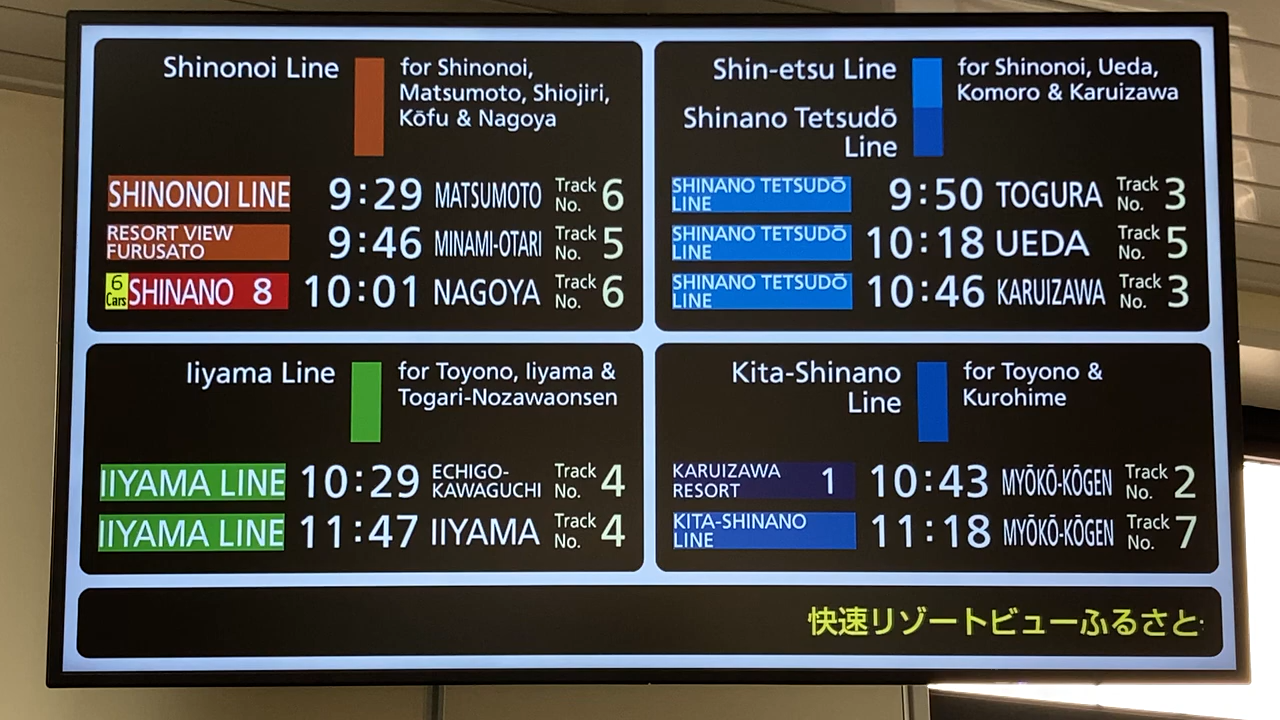 Shinonoi Line
for Shinonoi,
Matsumoto, Shiojiri,
Kōfu & Nagoya
SHINONOI LINE 9:29 MATSUMOTO Track No. 6
RESORT VIEW FURUSATO 9:46 MINAMI-OTARI Track No. 5
6 Cars SHINANO 8 10:01 NAGOYA Track No. 6
Shin-etsu Line
Shinano Tetsudō
Line
for Shinonoi, Ueda,
Komoro & Karuizawa
SHINANO TETSUDŌ LINE 9:50 TOGURA Track No. 3
SHINANO TETSUDŌ LINE 10:18 UEDA Track No. 5
SHINANO TETSUDŌ LINE 10:46 KARUIZAWA Track No. 3
Iiyama Line
for Toyono, Iiyama &
Togari-Nozawaonsen
IIYAMA LINE 10:29 ECHIGO-KAWAGUCHI Track No. 4
IIYAMA LINE 11:47 IIYAMA Track No. 4
Kita-Shinano
Line
for Toyono &
Kurohime
KARUIZAWA RESORT 1 10:43 MYŌKŌ-KŌGEN Track No. 2
KITA-SHINANO LINE 11:18 MYŌKŌ-KŌGEN Track No. 7
快速リゾートビューふるさと